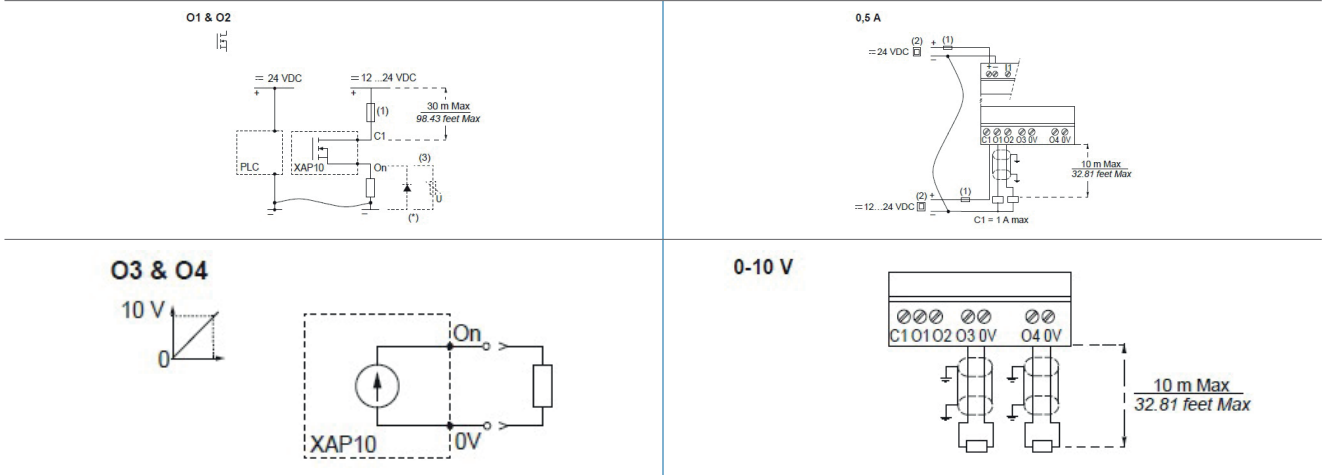 O1 & O2
24 VDC
+
12 ...24 VDC
+
(1)
30 m Max
98.43 feet Max
C1
PLC
XAP10
On
(3)
U
(*)
0,5 A
24 VDC
(2)
+
(1)
–
+ – I1
C1 O1 O2 O3 0V O4 0V
10 m Max
32.81 feet Max
12...24 VDC
(2)
+
(1)
–
C1 = 1 A max
O3 & O4
10 V
0
On
XAP10
0V
0-10 V
C1 O1 O2 O3 0V O4 0V
10 m Max
32.81 feet Max